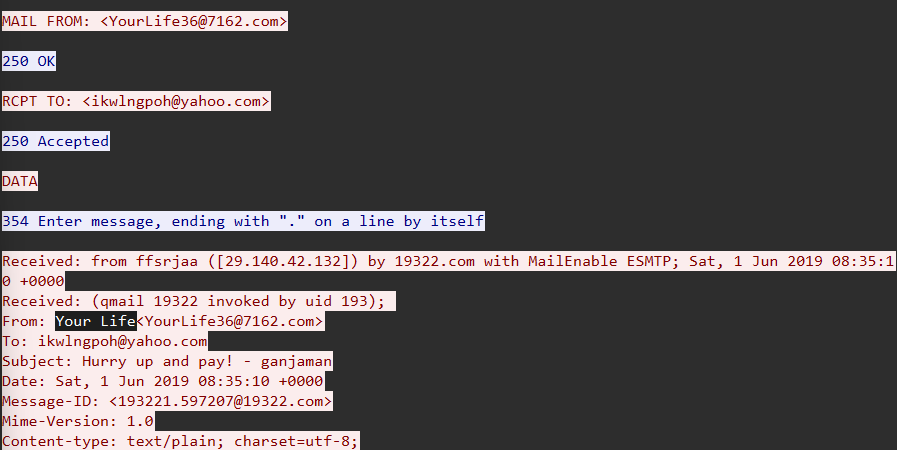 MAIL FROM: <YourLife36@7162.com>
250 OK
RCPT TO: <ikwlngpoh@yahoo.com>
250 Accepted
DATA
354 Enter message, ending with "." on a line by itself
Received: from ffsrjaa ([29.140.42.132]) by 19322.com with MailEnable ESMTP; Sat, 1 Jun 2019 08:35:1
0 +0000
Received: (qmail 19322 invoked by uid 193);
From: Your Life<YourLife36@7162.com>
To: ikwlngpoh@yahoo.com
Subject: Hurry up and pay! - ganjaman
Date: Sat, 1 Jun 2019 08:35:10 +0000
Message-ID: <193221.597207@19322.com>
Mime-Version: 1.0
Content-type: text/plain; charset=utf-8;